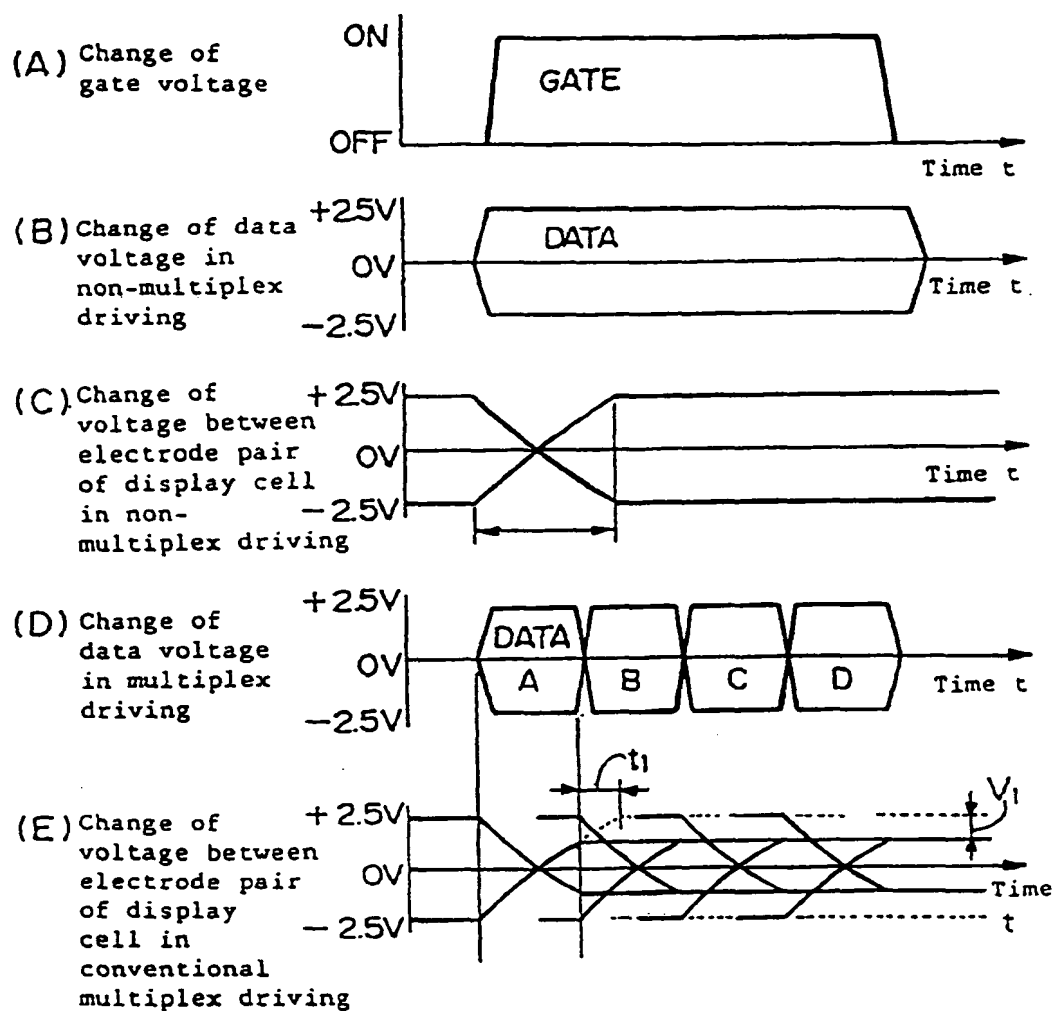 (A) Change of
gate voltage
ON
OFF
GATE
Time t
(B) Change of data
voltage in
non-multiplex
driving
+25V
0V
−2.5V
DATA
Time t
(C) Change of
voltage between
electrode pair
of display cell
in non-
multiplex driving
+2.5V
0V
−2.5V
Time t
(D) Change of
data voltage
in multiplex
driving
+2.5V
0V
−2.5V
DATA
A B C D
Time t
(E) Change of
voltage between
electrode pair
of display
cell in
conventional
multiplex driving
+2.5V
0V
−2.5V
t1
V1
Time
t